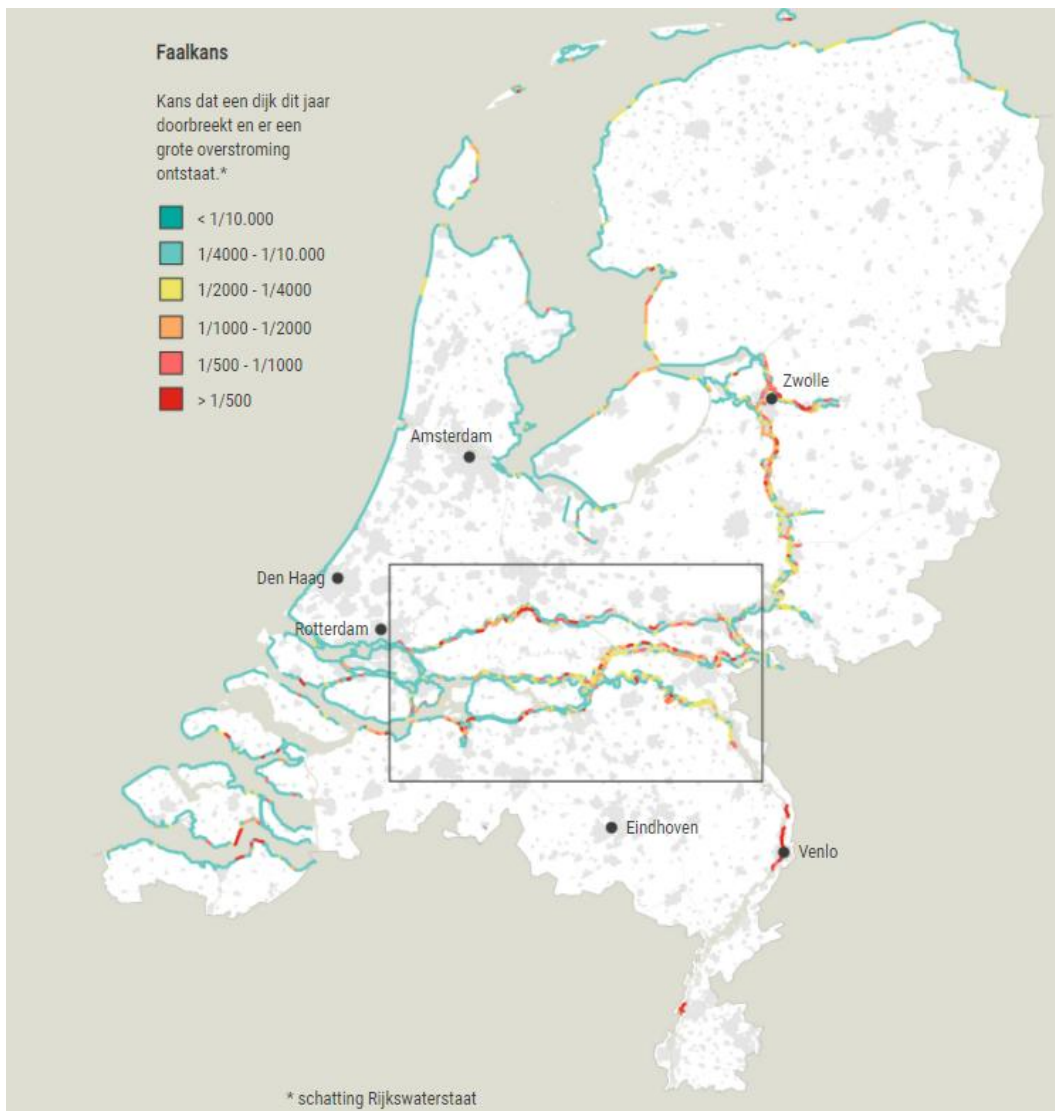 Faalkans
Kans dat een dijk dit jaar
doorbreekt en er een
grote overstroming
ontstaat.*
< 1/10.000
1/4000 - 1/10.000
1/2000 - 1/4000
1/1000 - 1/2000
1/500 - 1/1000
> 1/500
Zwolle
Amsterdam
Den Haag
Rotterdam
Eindhoven
Venlo
* schatting Rijkswaterstaat